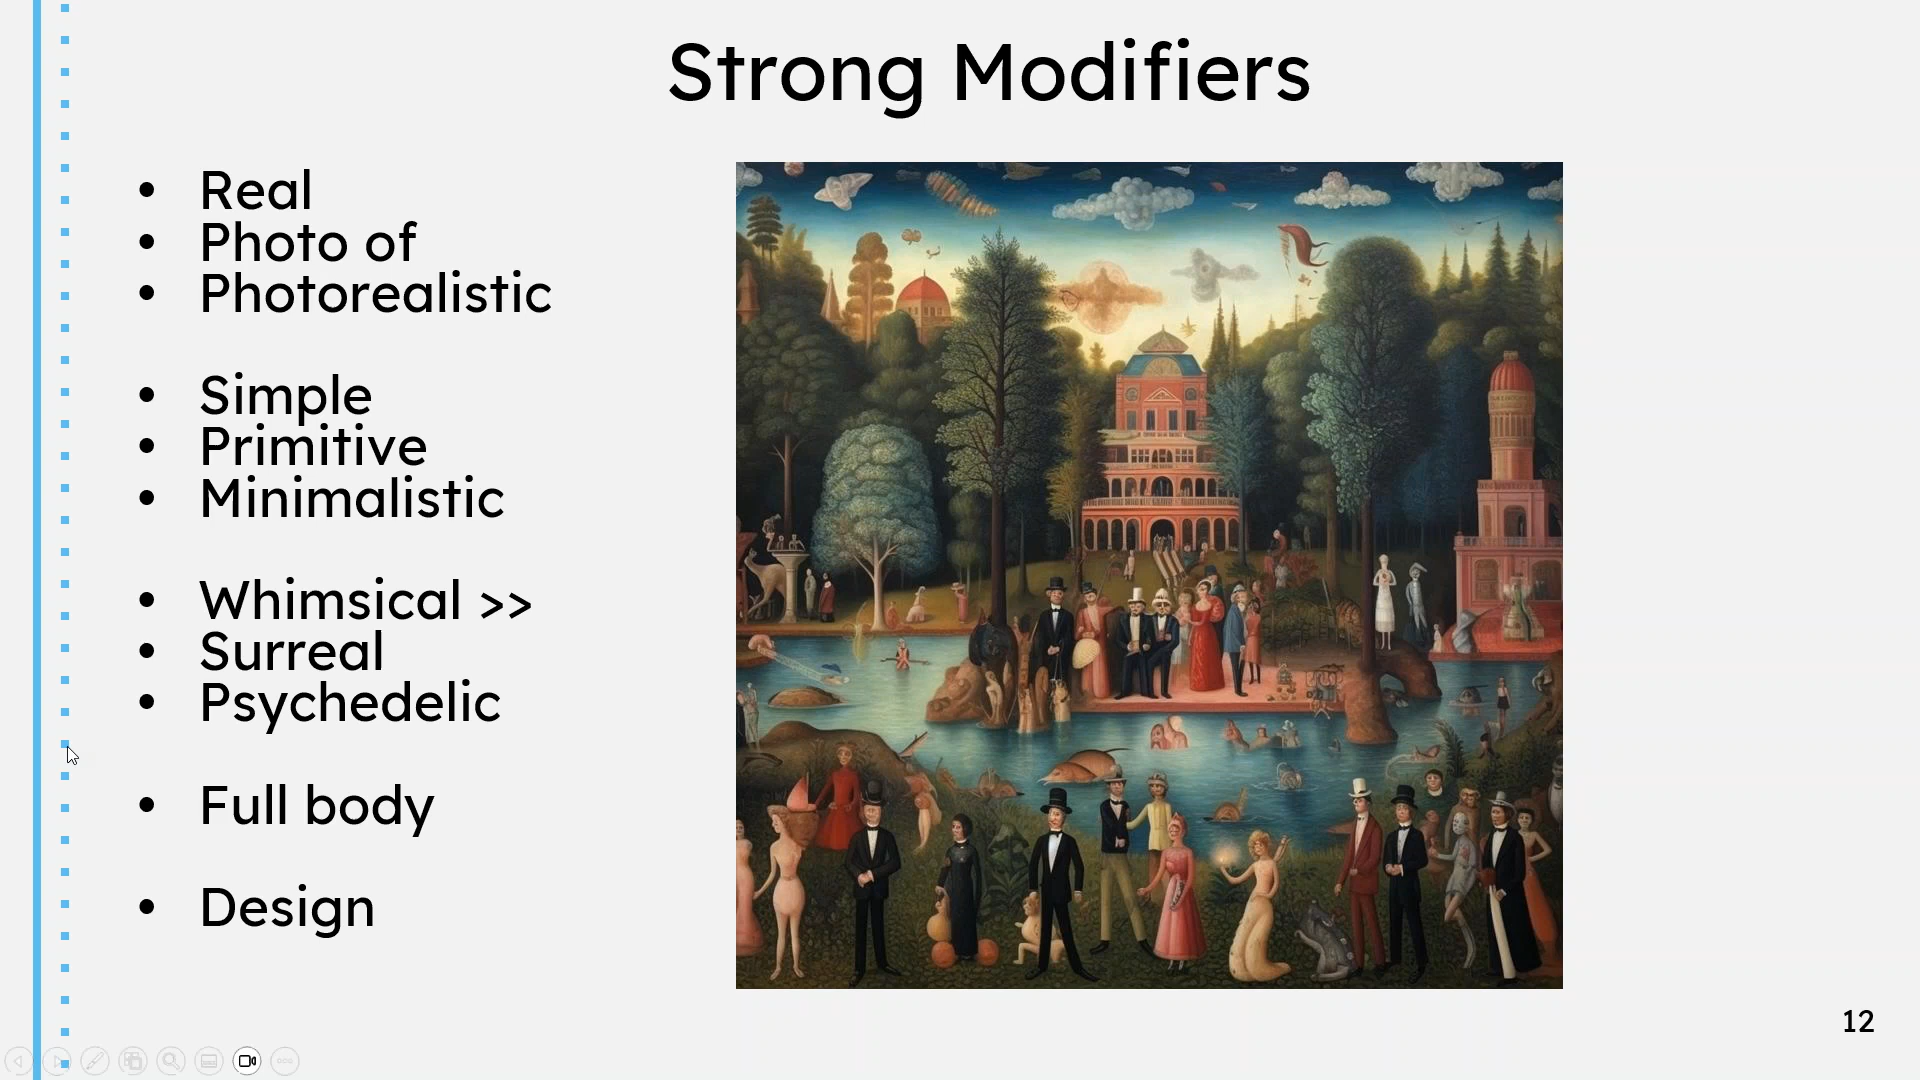 Strong Modifiers
• Real
• Photo of
• Photorealistic
• Simple
• Primitive
• Minimalistic
• Whimsical >>
• Surreal
• Psychedelic
• Full body
• Design
12